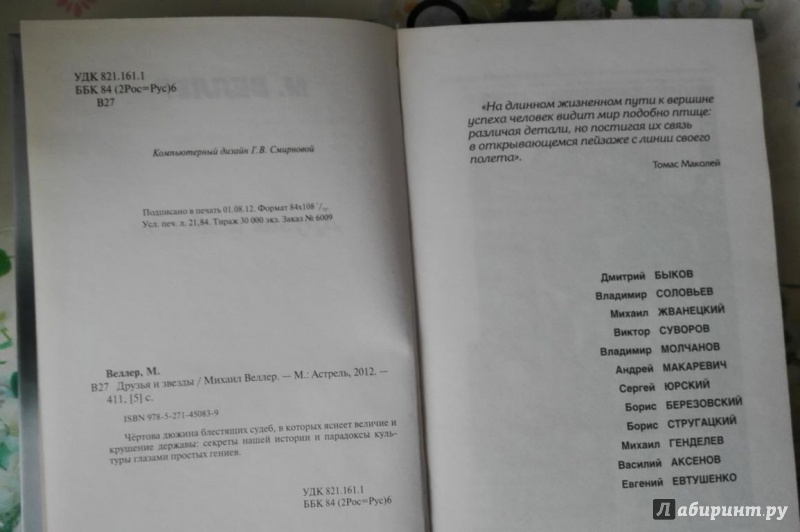 УДК 821.161.1
ББК 84 (2Рос=Рус)6
В27
Компьютерный дизайн Г.В. Смирновой
Подписано в печать 01.08.12. Формат 84х108
Усл. печ. л. 21,84. Тираж 30 000 экз. Заказ № 6009
Веллер, М.
В27 Друзья и звезды / Михаил Веллер. — М.: Астрель, 2012. —
411, [5] с.
ISBN 978-5-271-45083-9
Чёртова дюжина блестящих судеб, в которых яснеет величие и
крушение державы: секреты нашей истории и парадоксы куль-
туры глазами простых гениев.
УДК 821.161.1
ББК 84 (2Рос=Рус)6
«На длинном жизненном пути к вершине
успеха человек видит мир подобно птице:
различая детали, но постигая их связь
в открывающемся пейзаже с линии своего
полета».
Томас Маколей
Дмитрий БЫКОВ
Владимир СОЛОВЬЕВ
Михаил ЖВАНЕЦКИЙ
Виктор СУВОРОВ
Владимир МОЛЧАНОВ
Андрей МАКАРЕВИЧ
Сергей ЮРСКИЙ
Борис БЕРЕЗОВСКИЙ
Борис СТРУГАЦКИЙ
Михаил ГЕНДЕЛЕВ
Василий АКСЕНОВ
Евгений ЕВТУШЕНКО
Лабиринт.ру